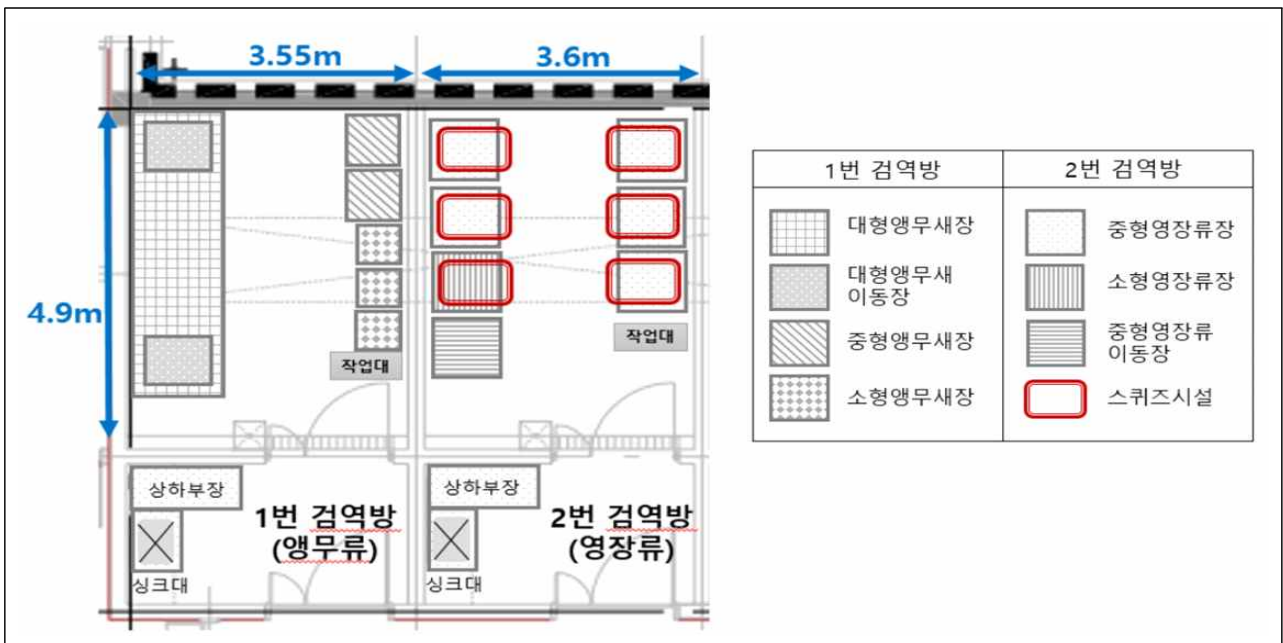 3.55m
3.6m
4.9m
작업대
작업대
상하부장
싱크대
1번 검역방
(앵무류)
상하부장
싱크대
2번 검역방
(영장류)
1번 검역방
대형앵무새장
대형앵무새
이동장
중형앵무새장
소형앵무새장
2번 검역방
중형영장류장
소형영장류장
중형영장류
이동장
스퀴즈시설